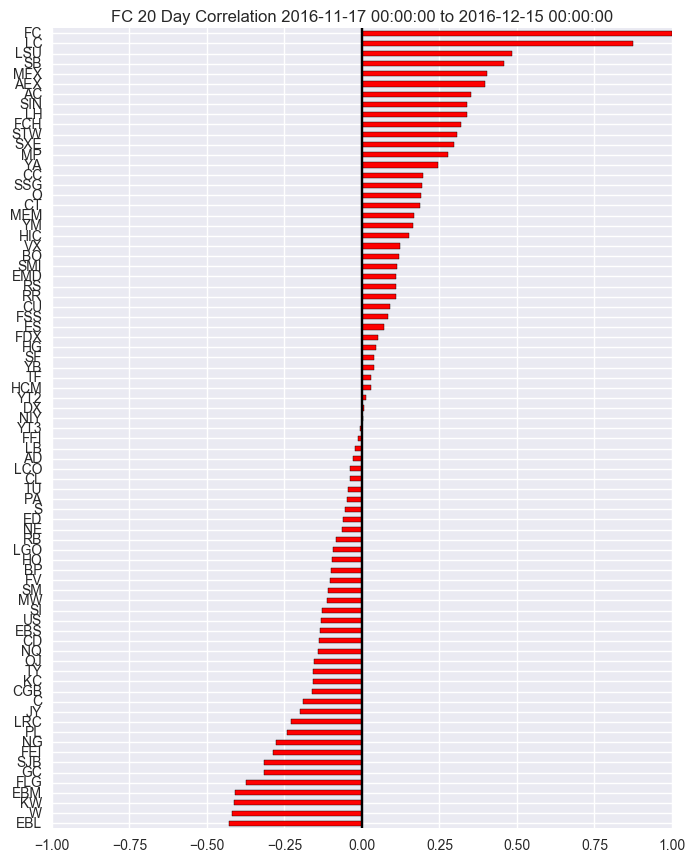 FC 20 Day Correlation 2016-11-17 00:00:00 to 2016-12-15 00:00:00
FC
LC
LSU
SB
MEX
AEX
AC
SIN
LH
FCH
STW
SXE
MP
YA
CC
SSG
O
CT
MEM
YM
HIC
VX
BO
SMI
EMD
RS
RR
CU
FSS
ES
FDX
HG
SF
YB
TF
HCM
YT2
DX
NIY
YT3
FFI
LB
AD
LCO
CL
TU
PA
S
ED
NE
RB
LGO
HO
BP
FV
SM
MW
SI
US
EBS
CD
NQ
OJ
TY
KC
CGB
C
JY
LRC
PL
NG
FEI
SJB
GC
FLG
EBM
KW
W
EBL
−1.00 −0.75 −0.50 −0.25 0.00 0.25 0.50 0.75 1.00